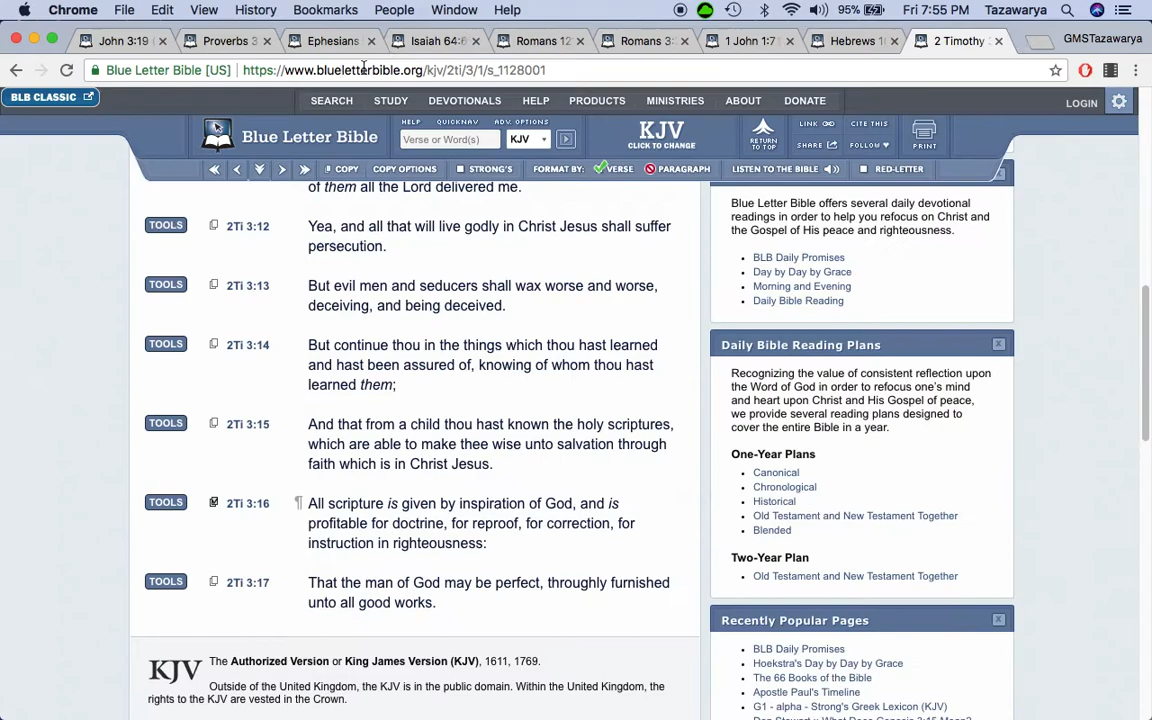 Chrome File Edit View History Bookmarks People Window Help 95% Fri 7:55 PM Tazawarya
John 3:19 Proverbs 3 Ephesians Isaiah 64:6 Romans 12 Romans 3: 1 John 1:7 Hebrews 1 2 Timothy GMSTazawarya
Blue Letter Bible [US] https://www.blueletterbible.org/kjv/2ti/3/1/s_1128001
BLB CLASSIC SEARCH STUDY DEVOTIONALS HELP PRODUCTS MINISTRIES ABOUT DONATE LOGIN
HELP QUICKNAV ADV. OPTIONS
Blue Letter Bible Verse or Word(s) KJV
KJV
CLICK TO CHANGE
RETURN
TO TOP
LINK CITE THIS
SHARE FOLLOW
PRINT
COPY COPY OPTIONS STRONG'S FORMAT BY: VERSE PARAGRAPH LISTEN TO THE BIBLE RED-LETTER
of them all the Lord delivered me.
TOOLS 2Ti 3:12 Yea, and all that will live godly in Christ Jesus shall suffer
persecution.
TOOLS 2Ti 3:13 But evil men and seducers shall wax worse and worse,
deceiving, and being deceived.
TOOLS 2Ti 3:14 But continue thou in the things which thou hast learned
and hast been assured of, knowing of whom thou hast
learned them;
TOOLS 2Ti 3:15 And that from a child thou hast known the holy scriptures,
which are able to make thee wise unto salvation through
faith which is in Christ Jesus.
TOOLS 2Ti 3:16 ¶ All scripture is given by inspiration of God, and is
profitable for doctrine, for reproof, for correction, for
instruction in righteousness:
TOOLS 2Ti 3:17 That the man of God may be perfect, throughly furnished
unto all good works.
KJV The Authorized Version or King James Version (KJV), 1611, 1769.
Outside of the United Kingdom, the KJV is in the public domain. Within the United Kingdom, the
rights to the KJV are vested in the Crown.
Blue Letter Bible offers several daily devotional
readings in order to help you refocus on Christ and
the Gospel of His peace and righteousness.
• BLB Daily Promises
• Day by Day by Grace
• Morning and Evening
• Daily Bible Reading
Daily Bible Reading Plans
Recognizing the value of consistent reflection upon
the Word of God in order to refocus one's mind
and heart upon Christ and His Gospel of peace,
we provide several reading plans designed to
cover the entire Bible in a year.
One-Year Plans
• Canonical
• Chronological
• Historical
• Old Testament and New Testament Together
• Blended
Two-Year Plan
• Old Testament and New Testament Together
Recently Popular Pages
• BLB Daily Promises
• Hoekstra's Day by Day by Grace
• The 66 Books of the Bible
• Apostle Paul's Timeline
• G1 - alpha - Strong's Greek Lexicon (KJV)
• Don Stewart :: What Does Genesis 3:15 Mean?